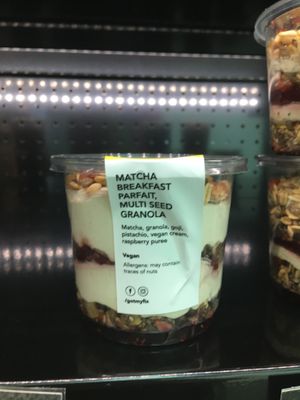 MATCHA
BREAKFAST
PARFAIT,
MULTI SEED
GRANOLA
Matcha, granola, goji,
pistachio, vegan cream,
raspberry puree
Vegan
Allergens: may contain
traces of nuts
/getmyfix